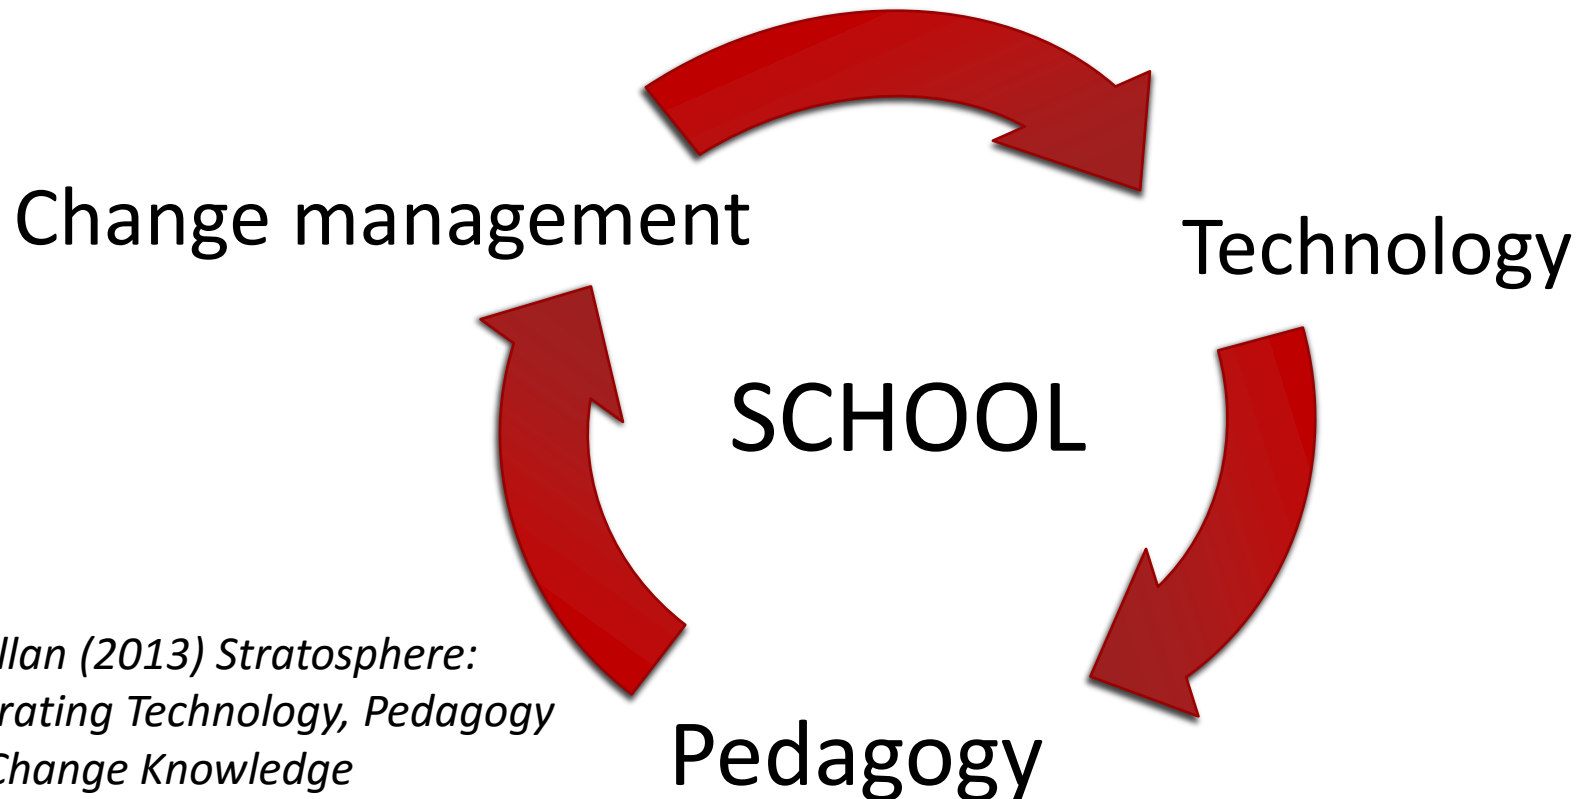 Change management
Technology
SCHOOL
llan (2013) Stratosphere:
rating Technology, Pedagogy
Change Knowledge
Pedagogy